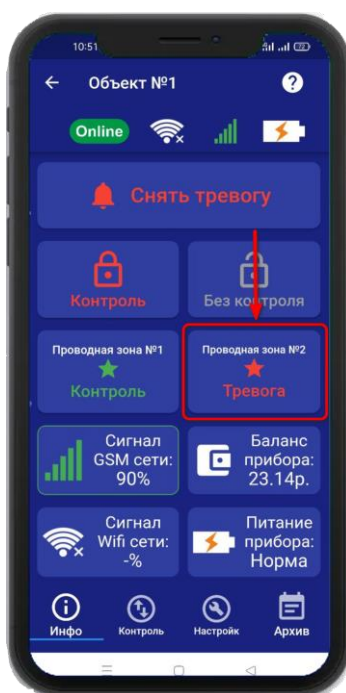 10:51
Объект №1
?
Online
Снять тревогу
Контроль
Без контроля
Проводная зона №1
Контроль
Проводная зона №2
Тревога
Сигнал
GSM сети:
90%
Баланс
прибора:
23.14р.
Сигнал
Wifi сети:
-%
Питание
прибора:
Норма
Инфо
Контроль
Настройк
Архив